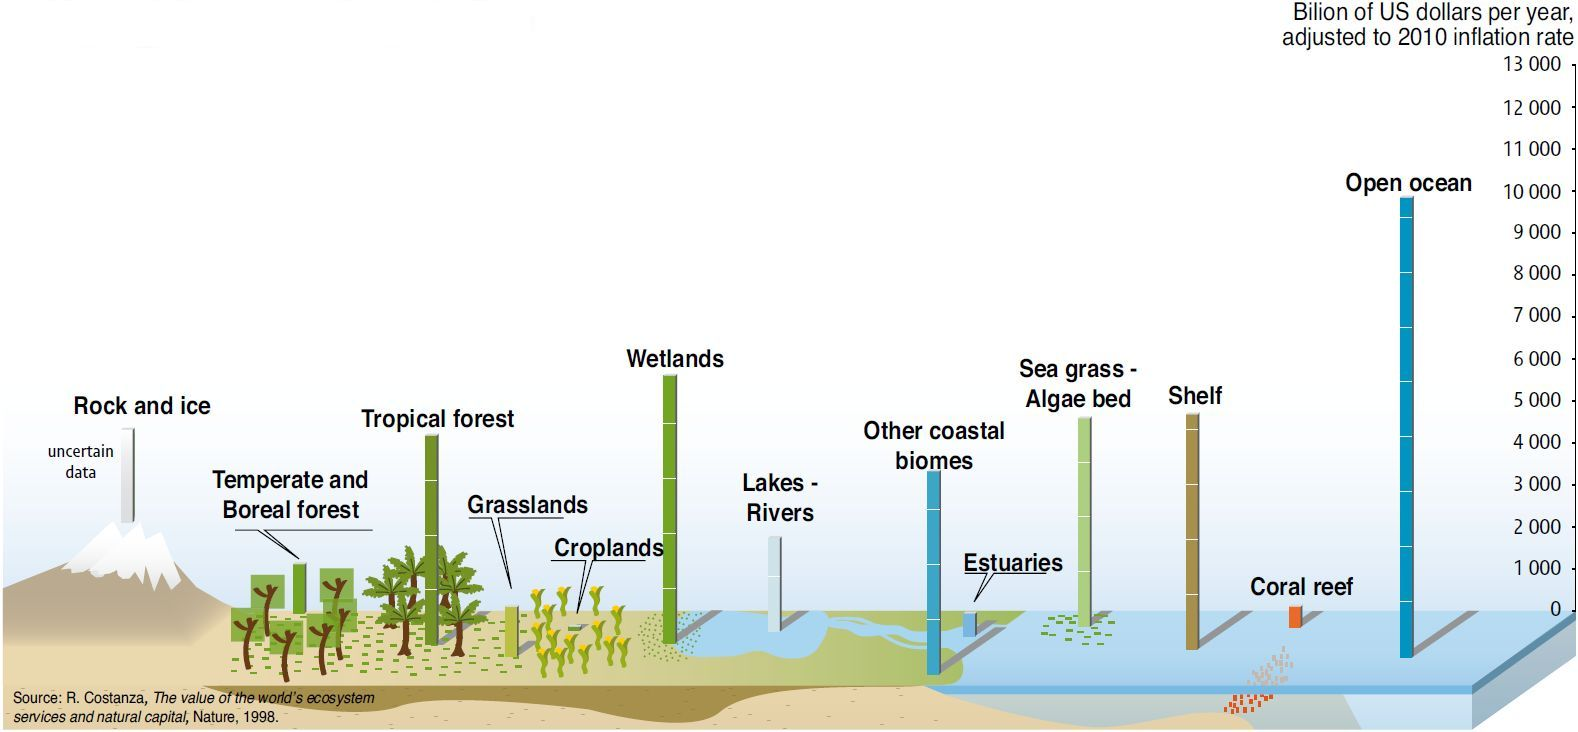 Bilion of US dollars per year,
adjusted to 2010 inflation rate
13 000
12 000
11 000
10 000
9 000
8 000
7 000
6 000
5 000
4 000
3 000
2 000
1 000
0
Rock and ice
uncertain
data
Temperate and
Boreal forest
Tropical forest
Grasslands
Croplands
Wetlands
Lakes -
Rivers
Other coastal
biomes
Estuaries
Sea grass -
Algae bed
Shelf
Coral reef
Open ocean
Source: R. Costanza, The value of the world's ecosystem
services and natural capital, Nature, 1998.